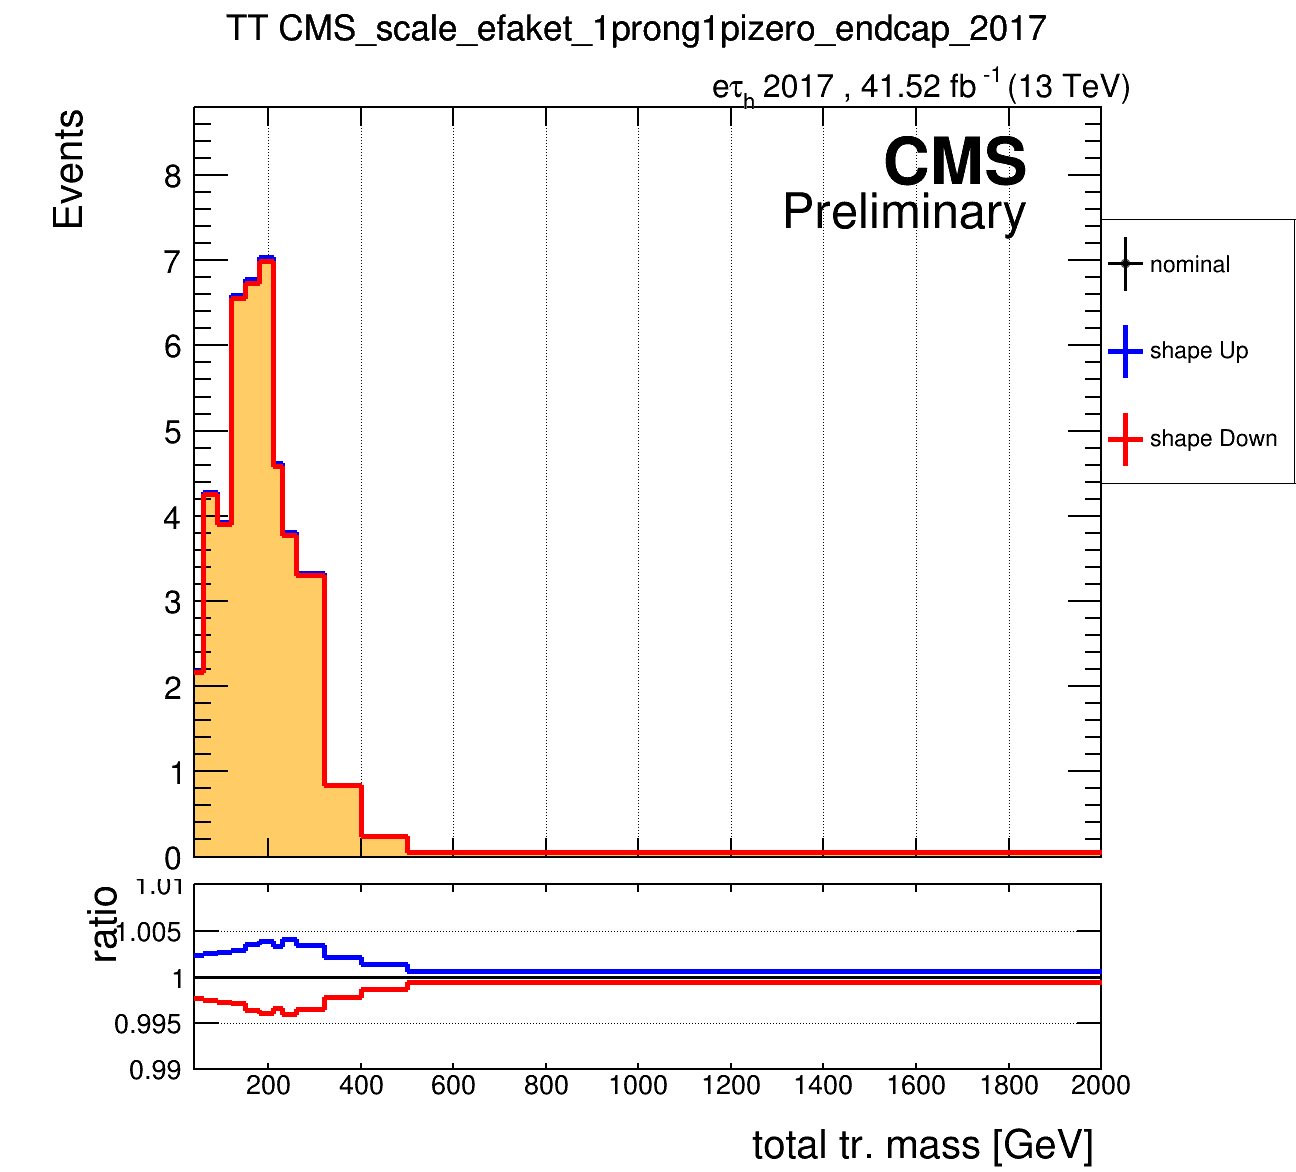 TT CMS_scale_efaket_1prong1pizero_endcap_2017
eτh 2017 , 41.52 fb -1 (13 TeV)
Events
CMS
Preliminary
8
7
6
5
4
3
2
1
0
nominal
shape Up
shape Down
ratio
1.01
1.005
1
0.995
0.99
200 400 600 800 1000 1200 1400 1600 1800 2000
total tr. mass [GeV]